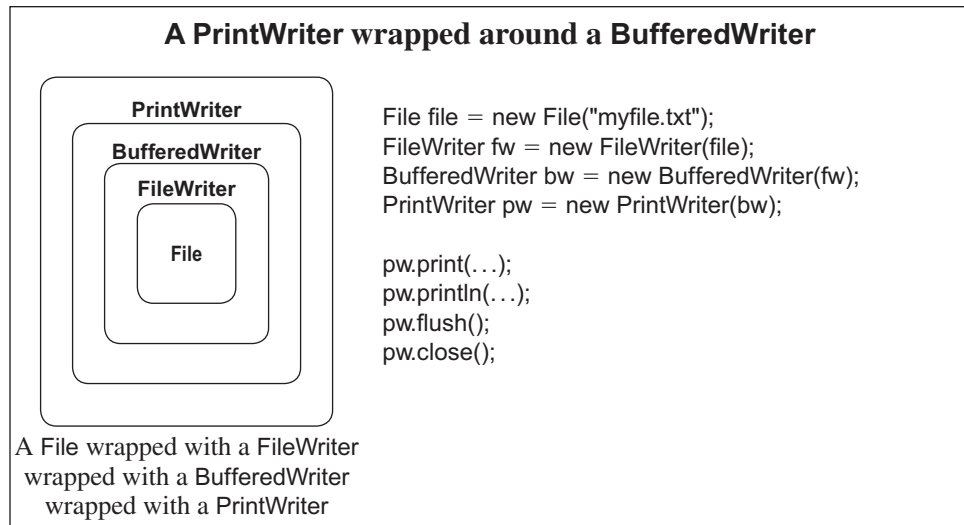 A PrintWriter wrapped around a BufferedWriter
PrintWriter
BufferedWriter
FileWriter
File
A File wrapped with a FileWriter
wrapped with a BufferedWriter
wrapped with a PrintWriter
File file = new File("myfile.txt");
FileWriter fw = new FileWriter(file);
BufferedWriter bw = new BufferedWriter(fw);
PrintWriter pw = new PrintWriter(bw);
pw.print(. . .);
pw.println(. . .);
pw.flush();
pw.close();